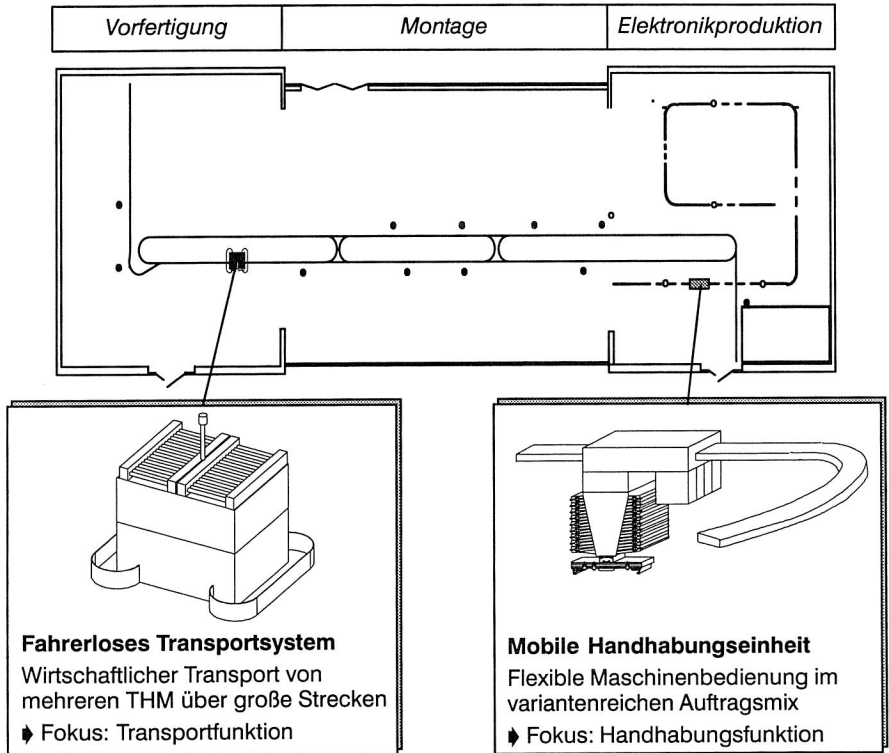 Vorfertigung
Montage
Elektronikproduktion
Fahrerloses Transportsystem
Wirtschaftlicher Transport von
mehreren THM über große Strecken
➧ Fokus: Transportfunktion
Mobile Handhabungseinheit
Flexible Maschinenbedienung im
variantenreichen Auftragsmix
➧ Fokus: Handhabungsfunktion